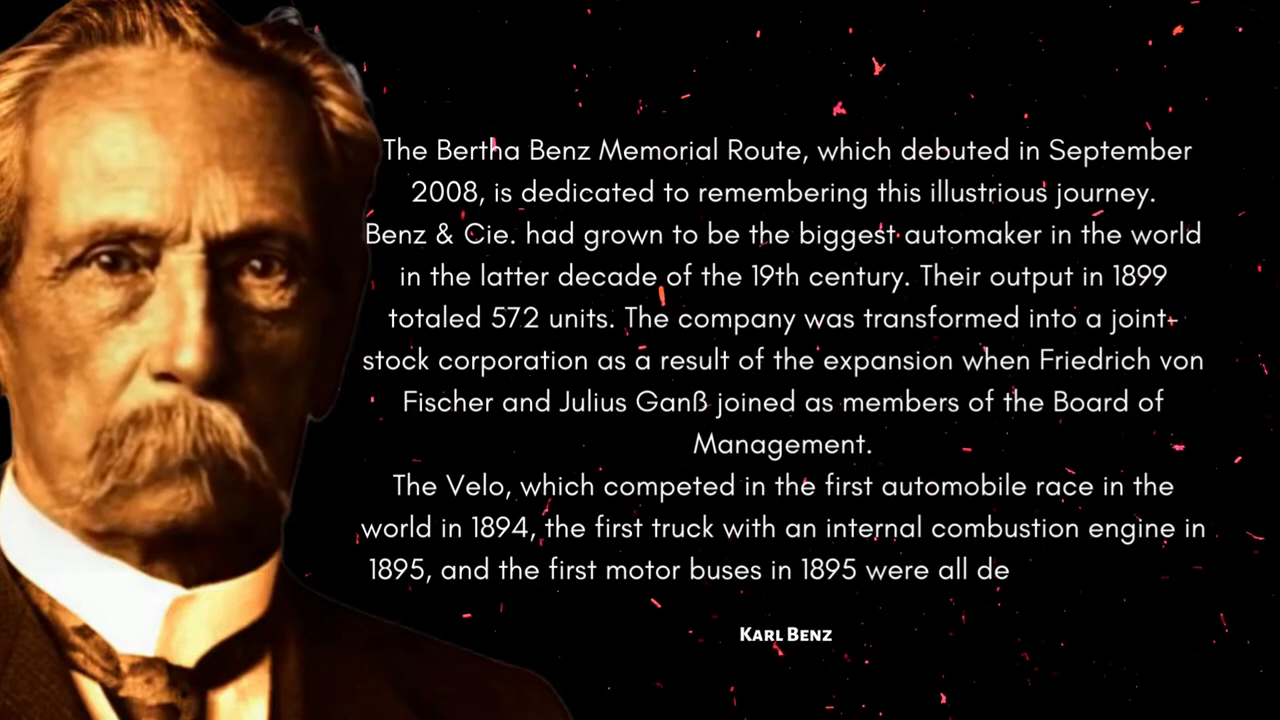 The Bertha Benz Memorial Route, which debuted in September
2008, is dedicated to remembering this illustrious journey.
Benz & Cie. had grown to be the biggest automaker in the world
in the latter decade of the 19th century. Their output in 1899
totaled 572 units. The company was transformed into a joint-
stock corporation as a result of the expansion when Friedrich von
Fischer and Julius Ganß joined as members of the Board of
Management.
The Velo, which competed in the first automobile race in the
world in 1894, the first truck with an internal combustion engine in
1895, and the first motor buses in 1895 were all de
Karl Benz